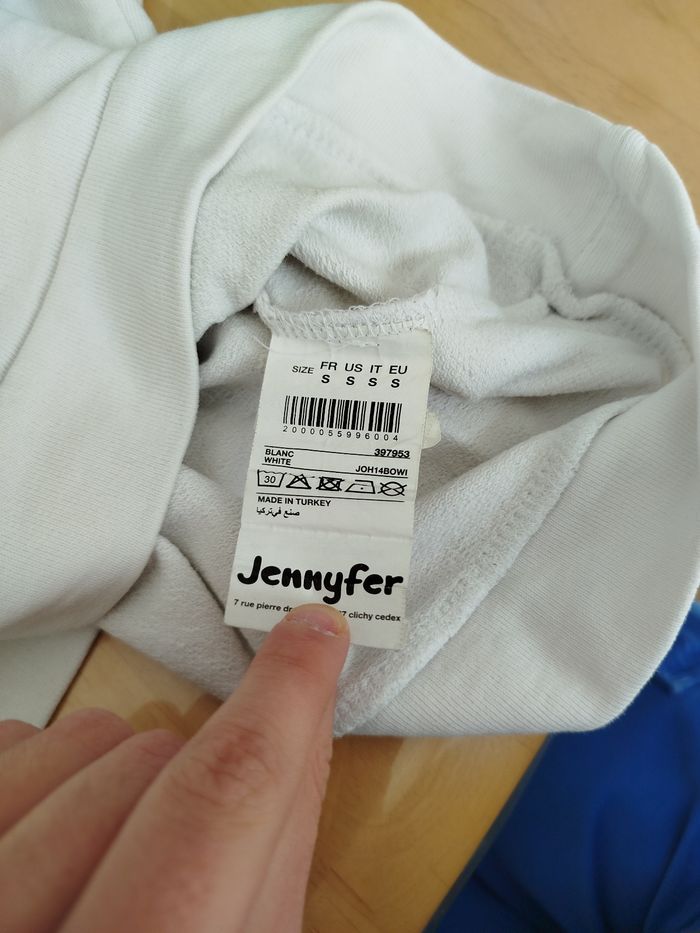 SIZE FR US IT EU
S S S S
2000055996004
BLANC 397953
WHITE JOH14BOWI
30
MADE IN TURKEY
صنع في تركيا
Jennyfer
7 rue pierre clichy cedex